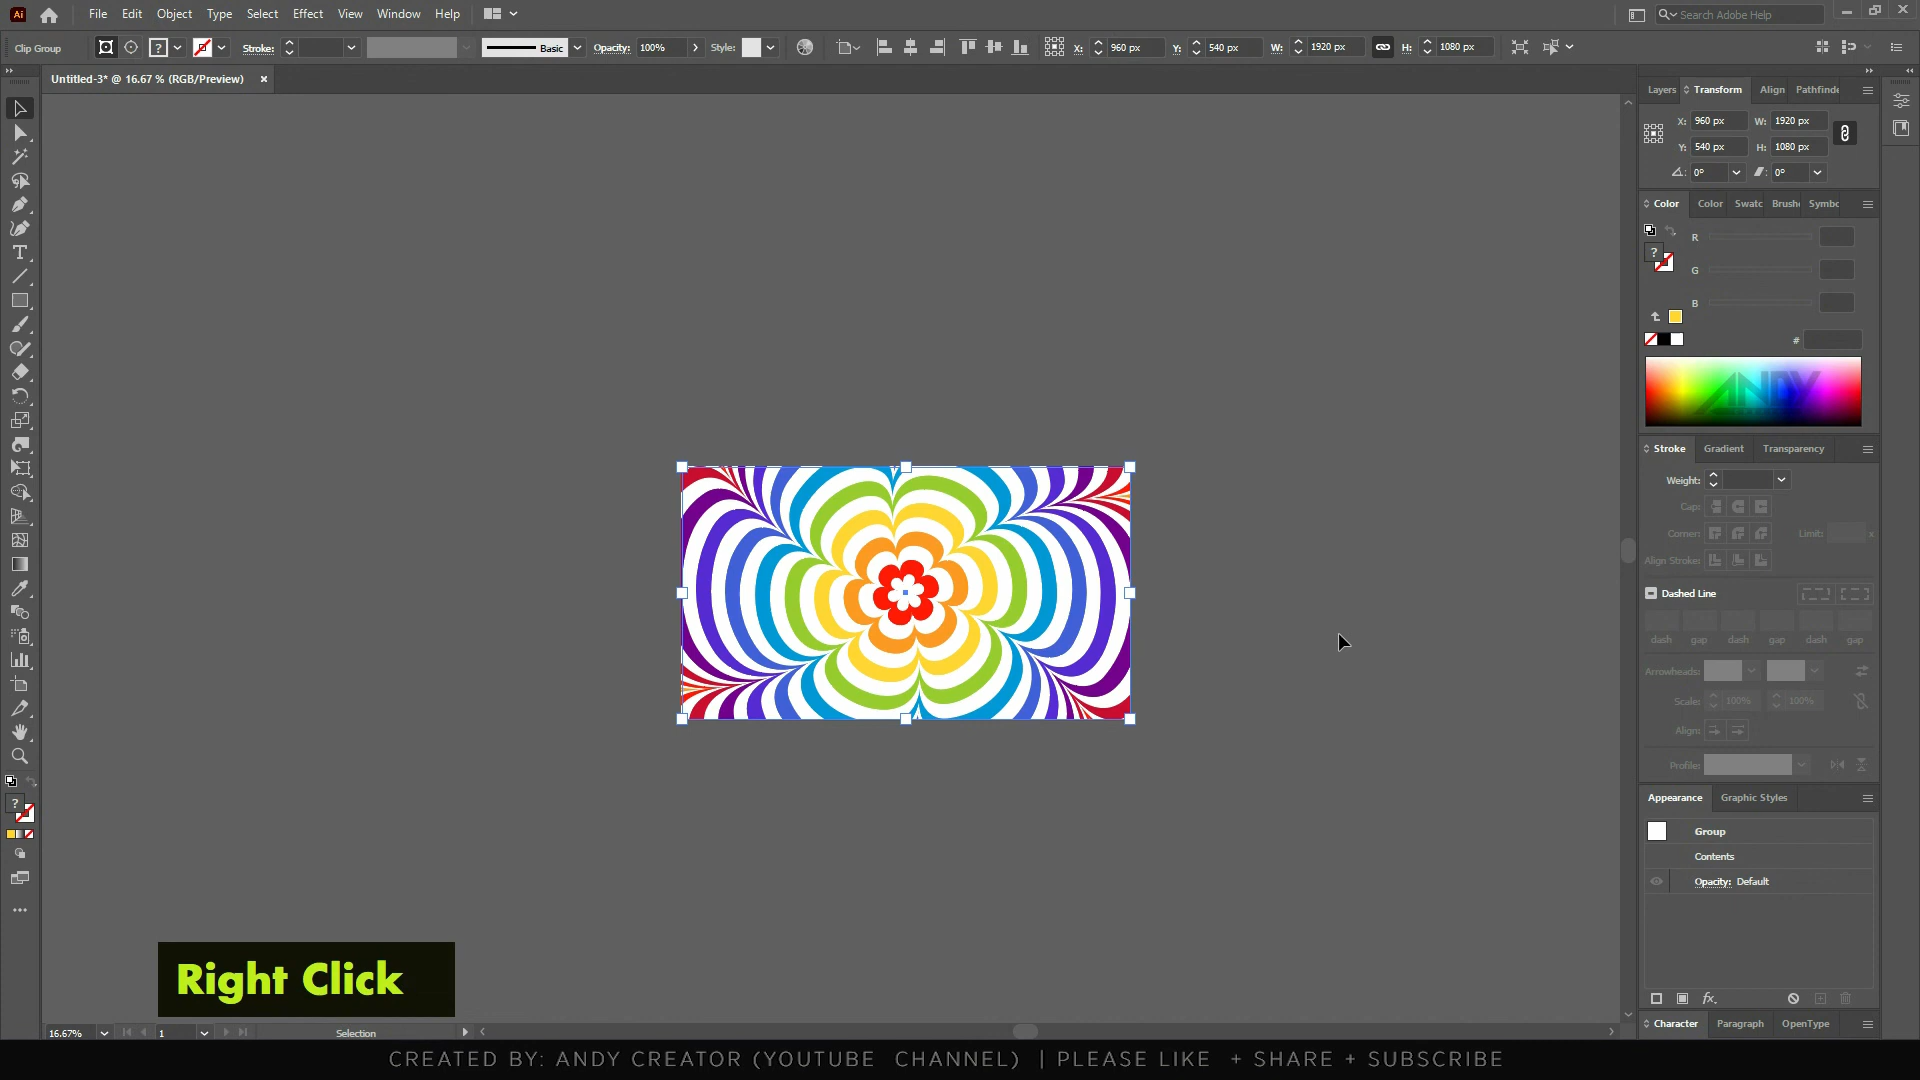 Ai File Edit Object Type Select Effect View Window Help Search Adobe Help
Clip Group Stroke: Basic Opacity: 100% Style: X: 960 px Y: 540 px W: 1920 px H: 1080 px
Untitled-3* @ 16.67 % (RGB/Preview)
Layers Transform Align Pathfinde
X: 960 px W: 1920 px
Y: 540 px H: 1080 px
0° 0°
Color Color Swatc Brushe Symbc
R
G
B
#
ANDY
Stroke Gradient Transparency
Weight:
Cap:
Corner: Limit: x
Align Stroke:
Dashed Line
dash gap dash gap dash gap
Arrowheads:
Scale: 100% 100%
Align:
Profile:
Appearance Graphic Styles
Group
Contents
Opacity: Default
fx
Character Paragraph OpenType
Right Click
16.67% 1 Selection
CREATED BY: ANDY CREATOR (YOUTUBE CHANNEL) | PLEASE LIKE + SHARE + SUBSCRIBE